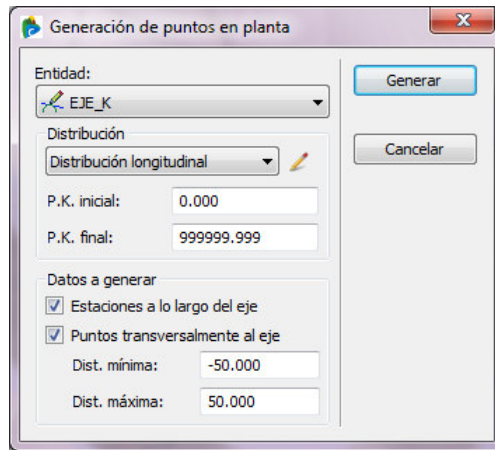 Generación de puntos en planta
Entidad:
EJE_K
Generar
Cancelar
Distribución
Distribución longitudinal
P.K. inicial: 0.000
P.K. final: 999999.999
Datos a generar
Estaciones a lo largo del eje
Puntos transversalmente al eje
Dist. mínima: -50.000
Dist. máxima: 50.000